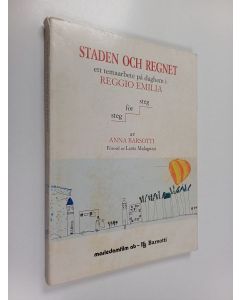 STADEN OCH REGNET
ett temaarbete på daghem i
REGGIO EMILIA
steg
för
steg
av
ANNA BARSOTTI
Förord av Loris Malaguzzi
mariedamfilm ab – Barsotti